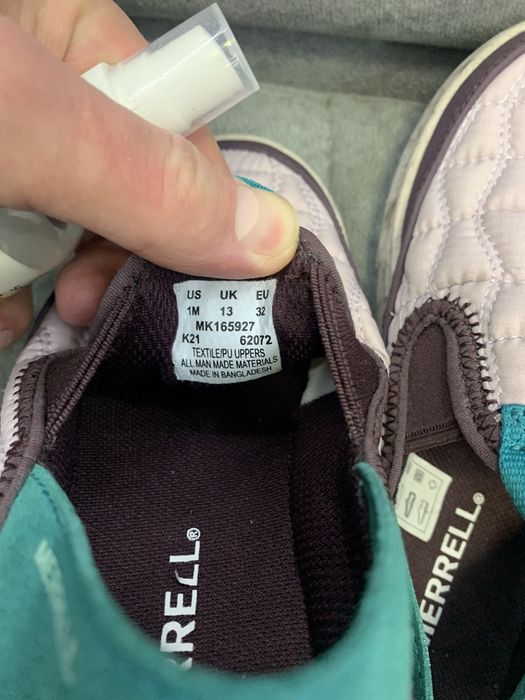 US UK EU
1M 13 32
MK165927
K21 62072
TEXTILE/PU UPPERS
ALL MAN MADE MATERIALS
MADE IN BANGLADESH
RRELL®
MERRELL®